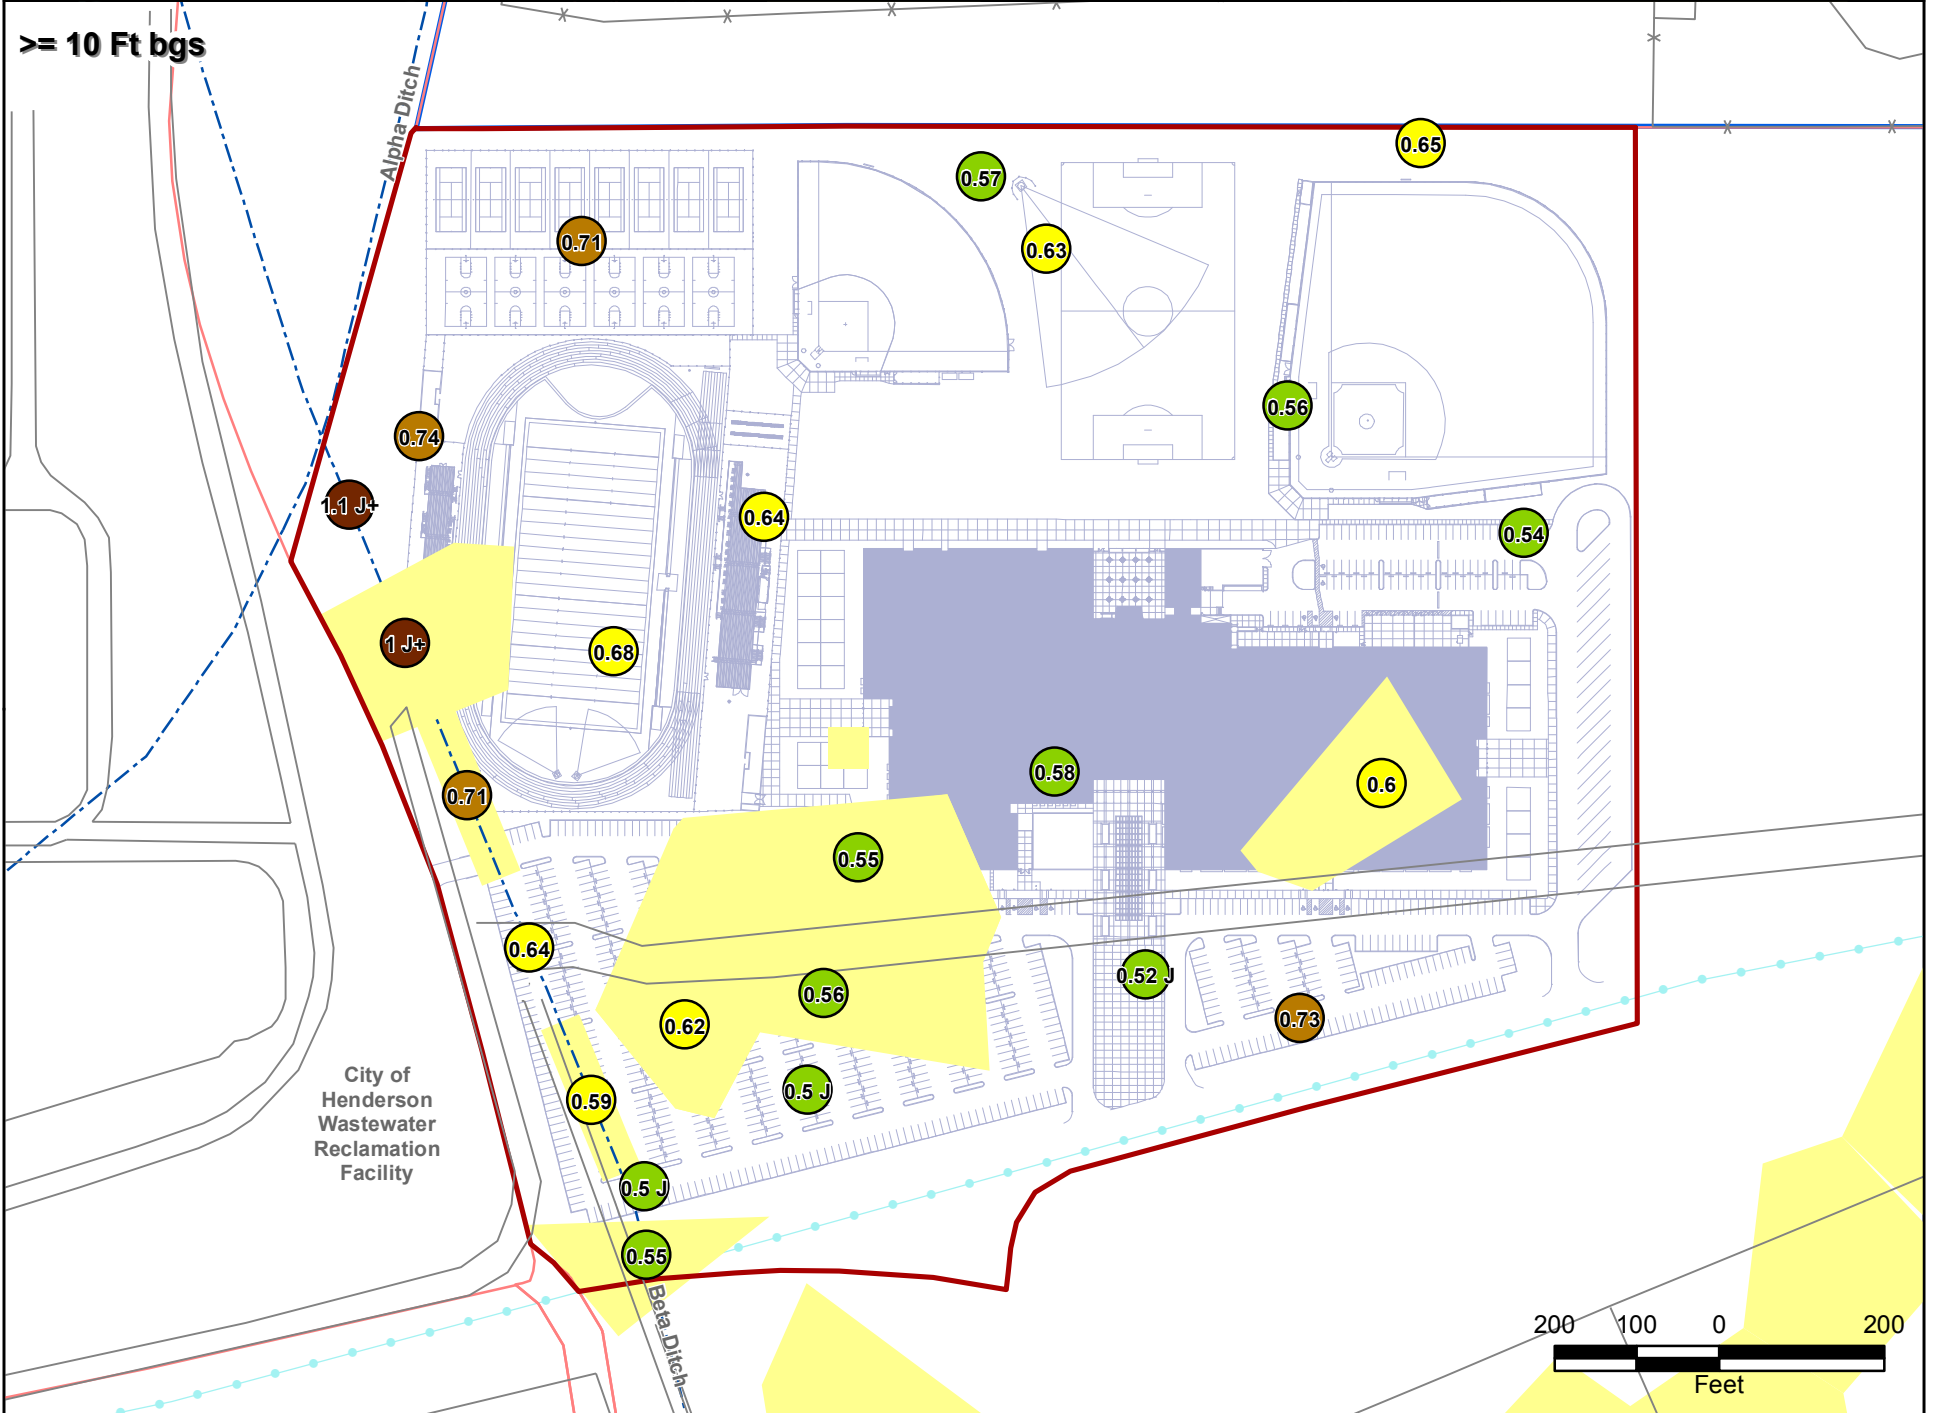 >= 10 Ft bgs
Alpha Ditch
0.65
0.57
0.71
0.63
0.56
0.74
1.1 J+
0.64
0.54
1 J+
0.68
0.58
0.6
0.71
0.55
0.64
0.52 J
0.56
0.62
0.73
0.5 J
0.59
City of
Henderson
Wastewater
Reclamation
Facility
0.5 J
0.55
Beta Ditch
200 100 0 200
Feet